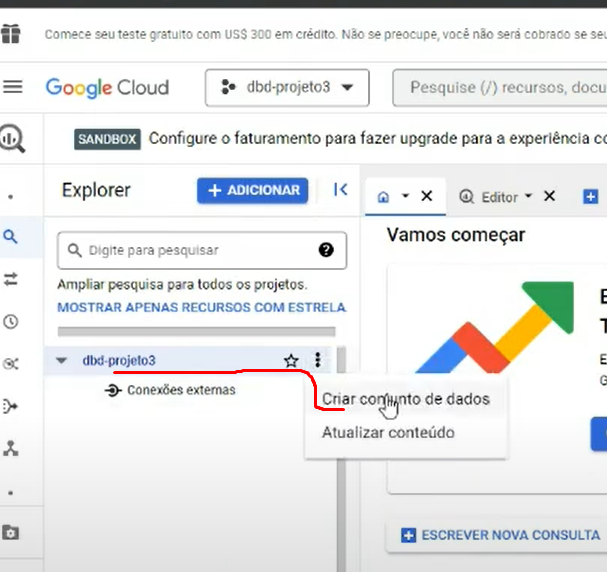 Comece seu teste gratuito com US$ 300 em crédito. Não se preocupe, você não será cobrado se seu
Google Cloud
dbd-projeto3
Pesquise (/) recursos, docu
SANDBOX Configure o faturamento para fazer upgrade para a experiência co
Explorer
+ ADICIONAR
Editor
Digite para pesquisar
Vamos começar
Ampliar pesquisa para todos os projetos.
MOSTRAR APENAS RECURSOS COM ESTRELA
dbd-projeto3
Conexões externas
Criar conjunto de dados
Atualizar conteúdo
ESCREVER NOVA CONSULTA